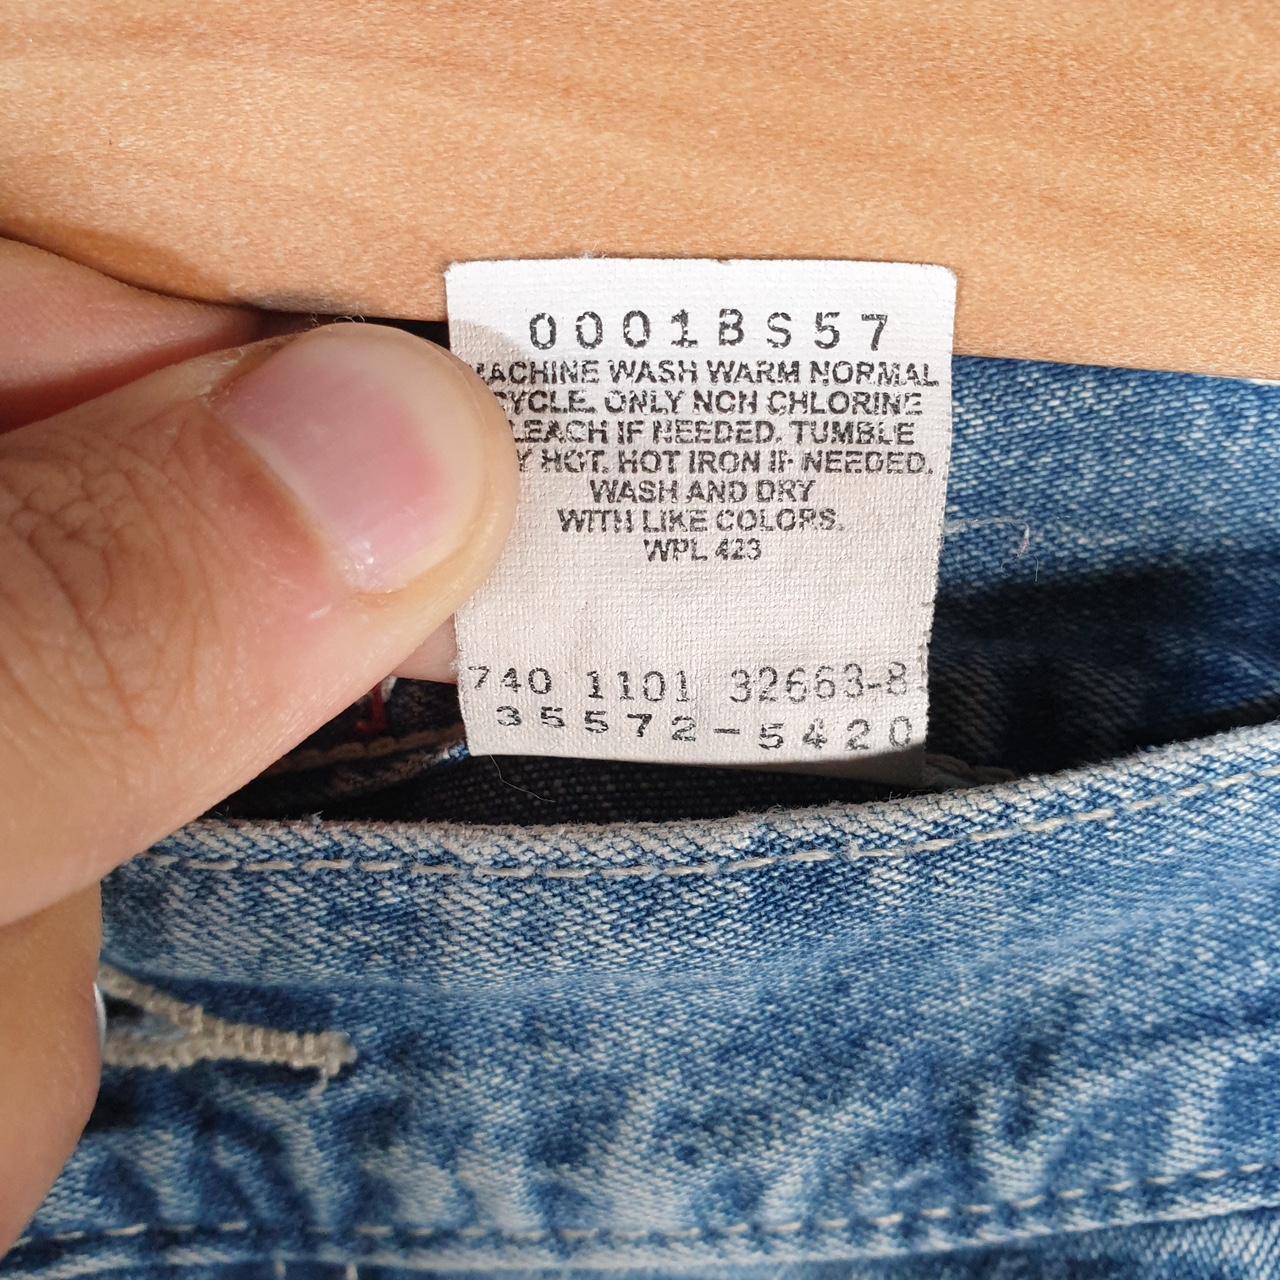 0001BS57
MACHINE WASH WARM NORMAL
CYCLE. ONLY NON CHLORINE
BLEACH IF NEEDED. TUMBLE
HOT. HOT IRON IF NEEDED.
WASH AND DRY
WITH LIKE COLORS.
WPL 423
740 1101 32663-8
35572-5420